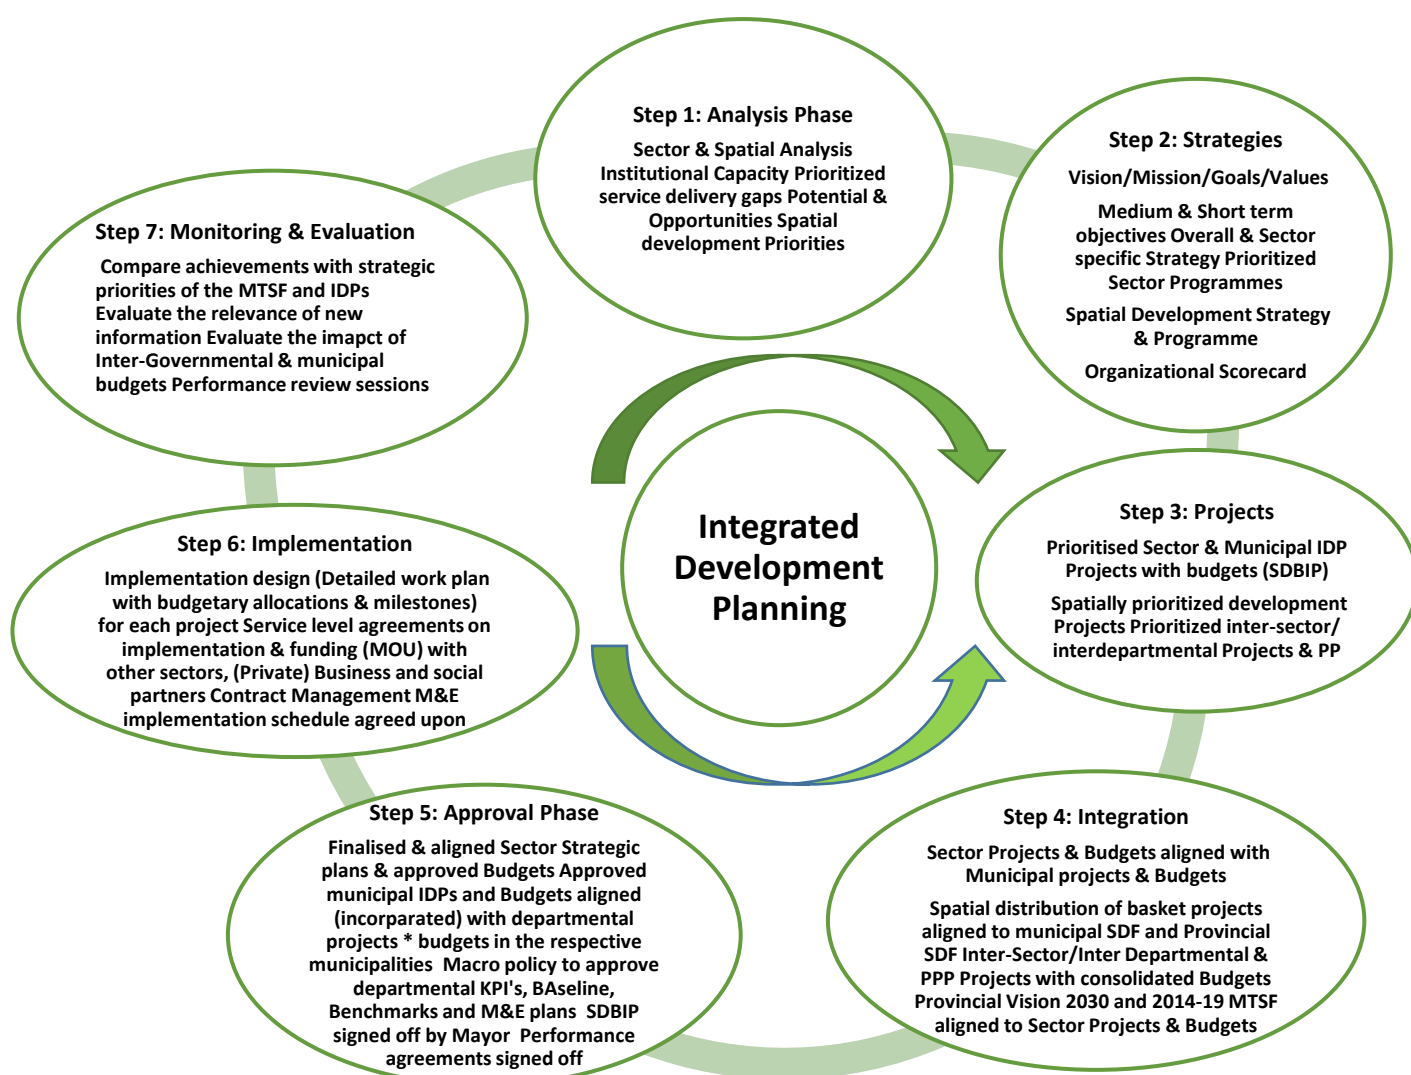 Step 1: Analysis Phase
Sector & Spatial Analysis
Institutional Capacity Prioritized
service delivery gaps Potential &
Opportunities Spatial
development Priorities
Step 2: Strategies
Vision/Mission/Goals/Values
Medium & Short term
objectives Overall & Sector
specific Strategy Prioritized
Sector Programmes
Spatial Development Strategy
& Programme
Organizational Scorecard
Step 3: Projects
Prioritised Sector & Municipal IDP
Projects with budgets (SDBIP)
Spatially prioritized development
Projects Prioritized inter-sector/
interdepartmental Projects & PP
Step 4: Integration
Sector Projects & Budgets aligned with
Municipal projects & Budgets
Spatial distribution of basket projects
aligned to municipal SDF and Provincial
SDF Inter-Sector/Inter Departmental &
PPP Projects with consolidated Budgets
Provincial Vision 2030 and 2014-19 MTSF
aligned to Sector Projects & Budgets
Step 5: Approval Phase
Finalised & aligned Sector Strategic
plans & approved Budgets Approved
municipal IDPs and Budgets aligned
(incorparated) with departmental
projects * budgets in the respective
municipalities  Macro policy to approve
departmental KPI's, BAseline,
Benchmarks and M&E plans  SDBIP
signed off by Mayor  Performance
agreements signed off
Step 6: Implementation
Implementation design (Detailed work plan
with budgetary allocations & milestones)
for each project Service level agreements on
implementation & funding (MOU) with
other sectors, (Private) Business and social
partners Contract Management M&E
implementation schedule agreed upon
Step 7: Monitoring & Evaluation
Compare achievements with strategic
priorities of the MTSF and IDPs
Evaluate the relevance of new
information Evaluate the imapct of
Inter-Governmental & municipal
budgets Performance review sessions
Integrated
Development
Planning